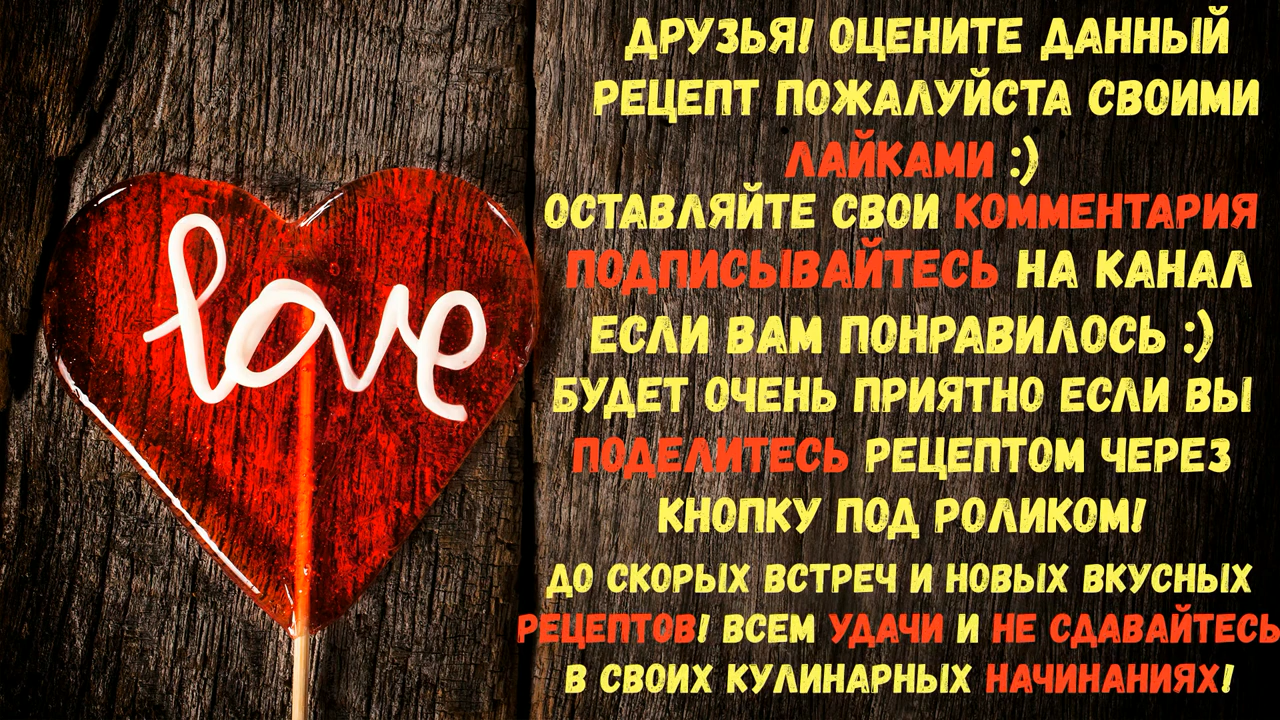 love
ДРУЗЬЯ! ОЦЕНИТЕ ДАННЫЙ
РЕЦЕПТ ПОЖАЛУЙСТА СВОИМИ
ЛАЙКАМИ :)
ОСТАВЛЯЙТЕ СВОИ КОММЕНТАРИЯ
ПОДПИСЫВАЙТЕСЬ НА КАНАЛ
ЕСЛИ ВАМ ПОНРАВИЛОСЬ :)
БУДЕТ ОЧЕНЬ ПРИЯТНО ЕСЛИ ВЫ
ПОДЕЛИТЕСЬ РЕЦЕПТОМ ЧЕРЕЗ
КНОПКУ ПОД РОЛИКОМ!
ДО СКОРЫХ ВСТРЕЧ И НОВЫХ ВКУСНЫХ
РЕЦЕПТОВ! ВСЕМ УДАЧИ И НЕ СДАВАЙТЕСЬ
В СВОИХ КУЛИНАРНЫХ НАЧИНАНИЯХ!